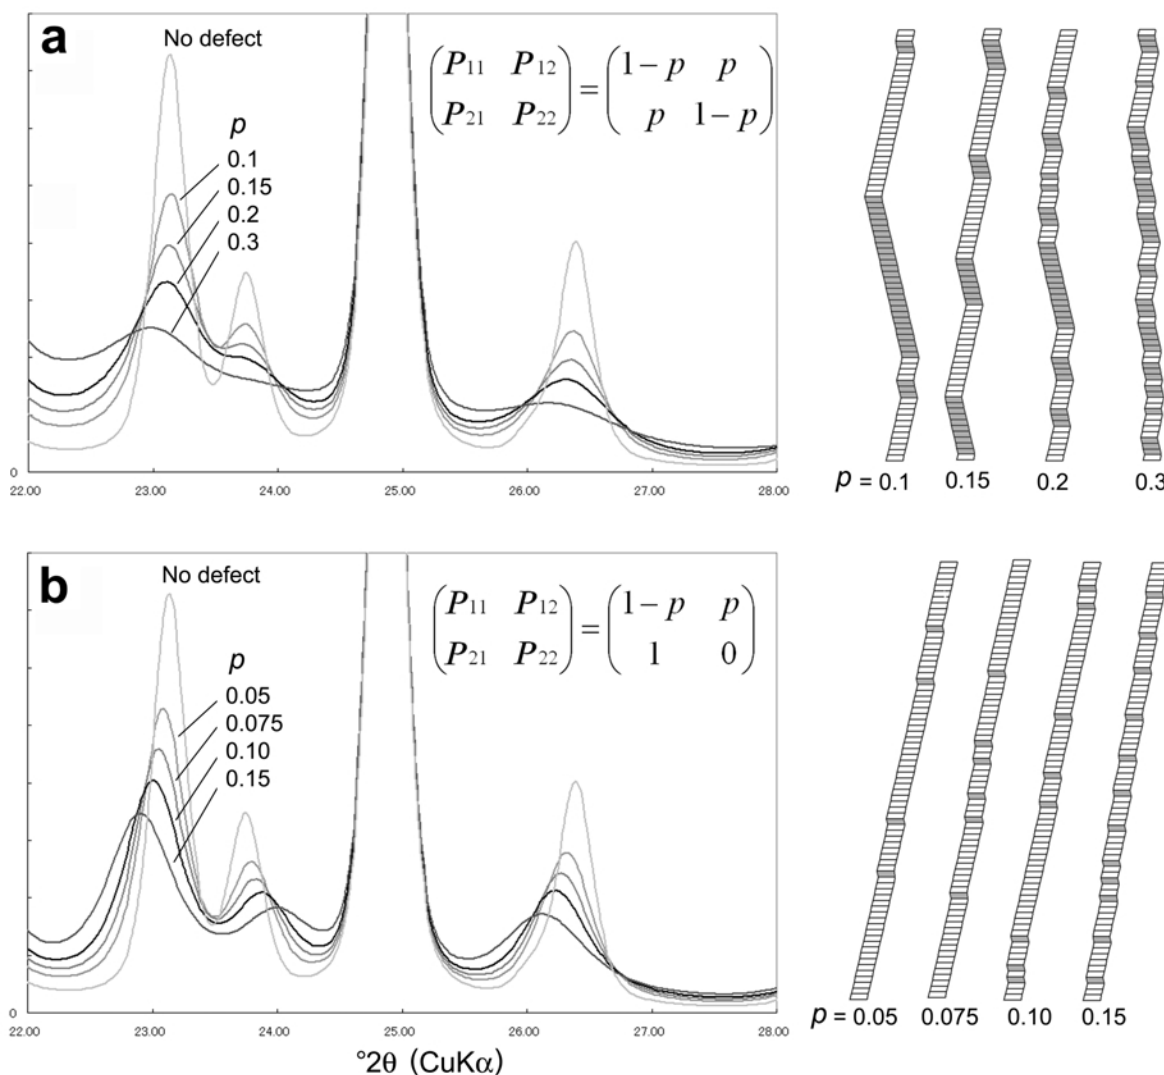 a
No defect
p
0.1
0.15
0.2
0.3
(P11 P12) = (1−p p)
(P21 P22) (p 1−p)
0
22.00 23.00 24.00 25.00 26.00 27.00 28.00
p = 0.1 0.15 0.2 0.3
b
No defect
p
0.05
0.075
0.10
0.15
(P11 P12) = (1−p p)
(P21 P22) (1 0)
0
22.00 23.00 24.00 25.00 26.00 27.00 28.00
°2θ (CuKα)
p = 0.05 0.075 0.10 0.15